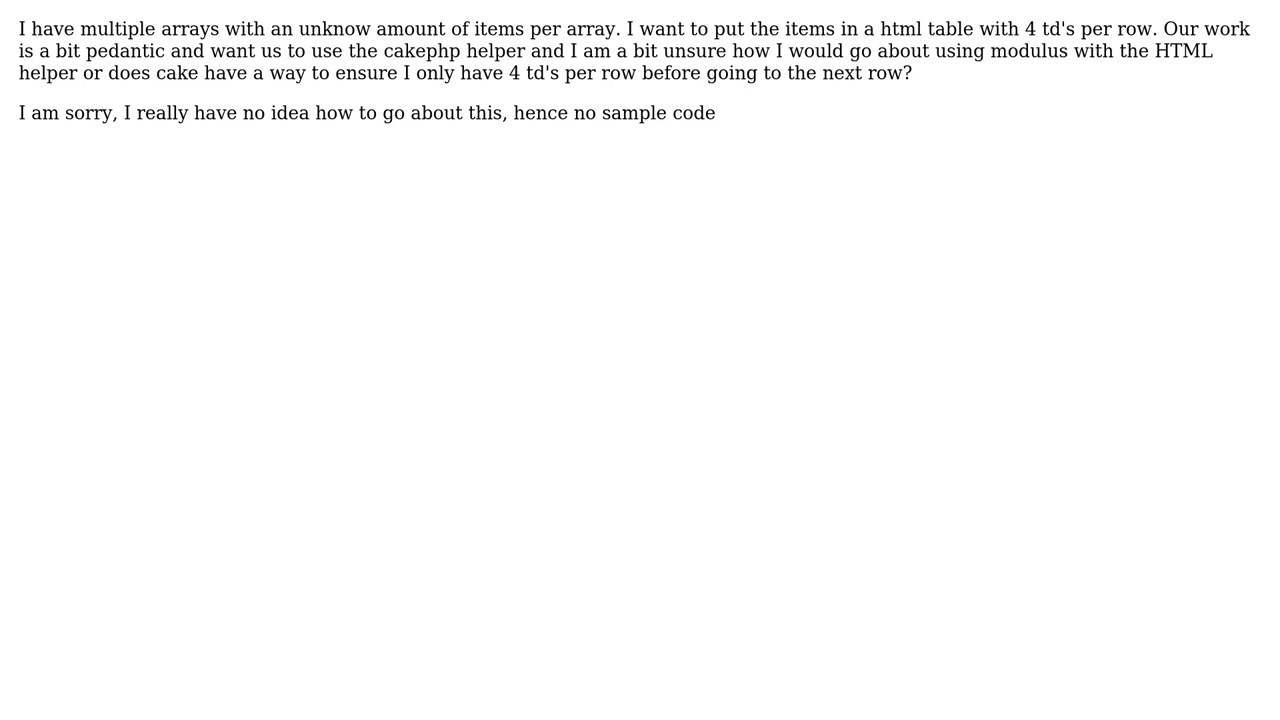 I have multiple arrays with an unknow amount of items per array. I want to put the items in a html table with 4 td's per row. Our work
is a bit pedantic and want us to use the cakephp helper and I am a bit unsure how I would go about using modulus with the HTML
helper or does cake have a way to ensure I only have 4 td's per row before going to the next row?
I am sorry, I really have no idea how to go about this, hence no sample code